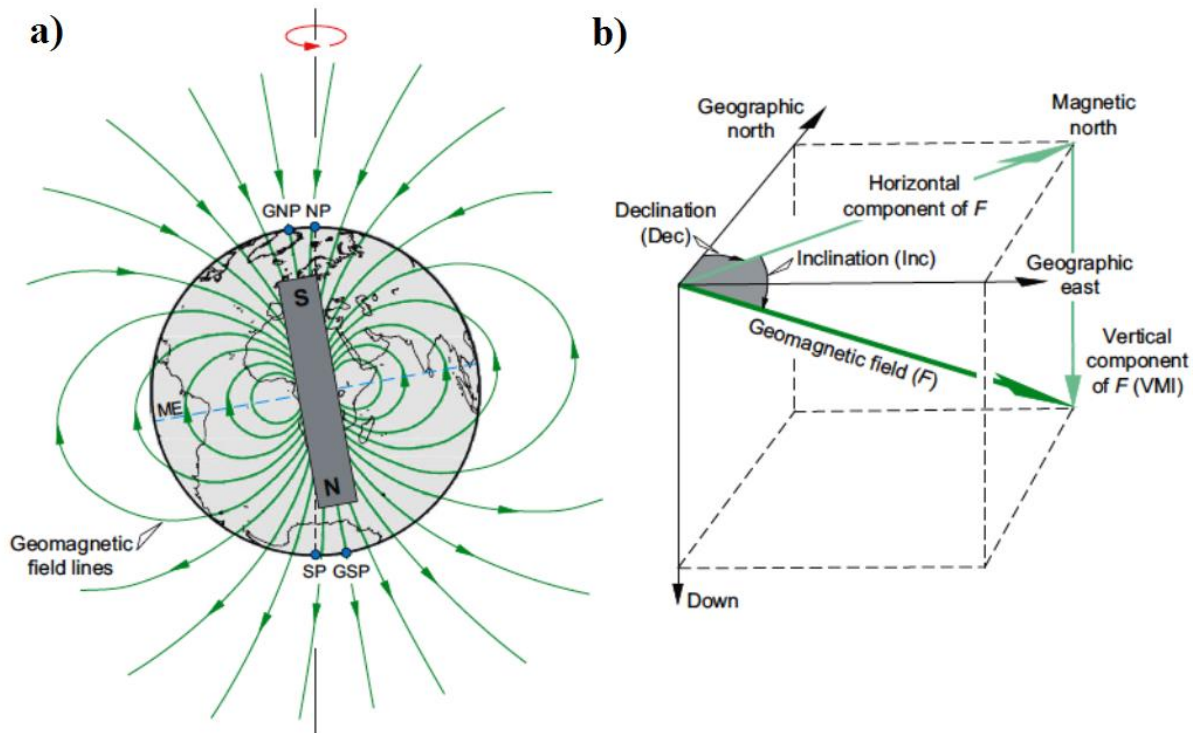 a)
GNP NP
S
ME
N
Geomagnetic
field lines
SP GSP
b)
Geographic
north
Magnetic
north
Horizontal
component of F
Declination
(Dec)
Inclination (Inc)
Geographic
east
Geomagnetic field (F)
Vertical
component
of F (VMI)
Down